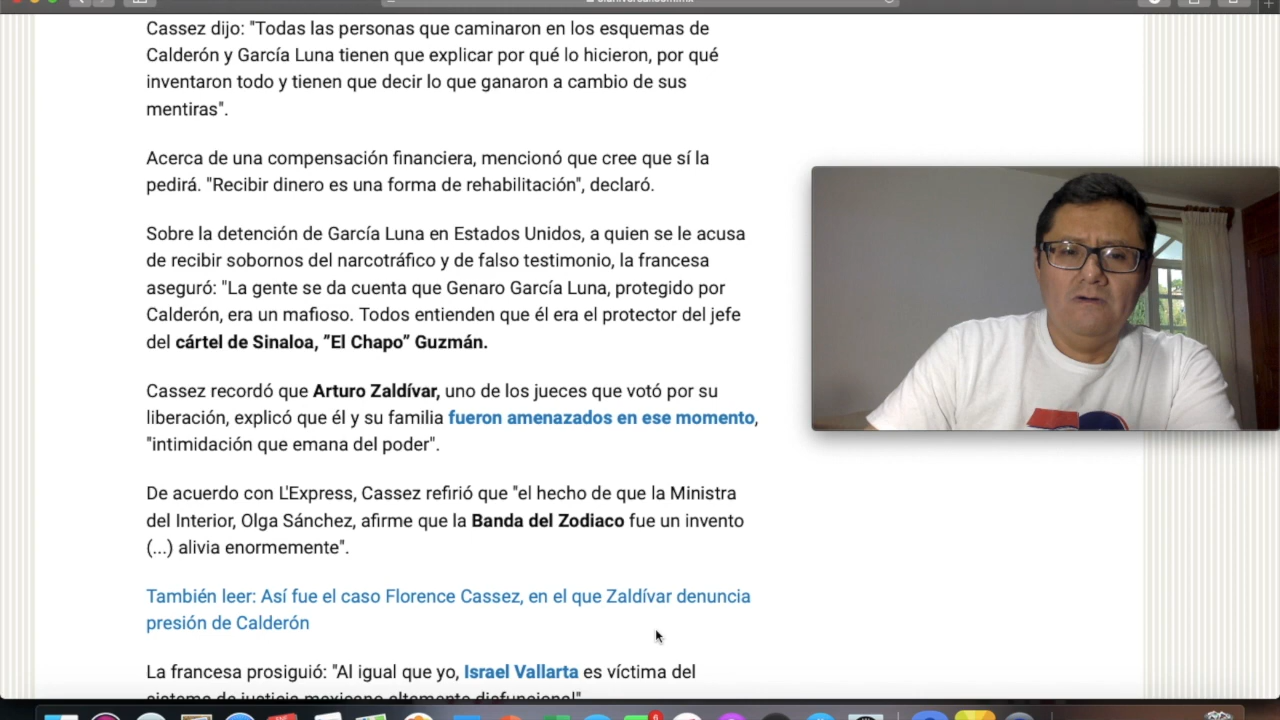 Cassez dijo: "Todas las personas que caminaron en los esquemas de
Calderón y García Luna tienen que explicar por qué lo hicieron, por qué
inventaron todo y tienen que decir lo que ganaron a cambio de sus
mentiras".
Acerca de una compensación financiera, mencionó que cree que sí la
pedirá. "Recibir dinero es una forma de rehabilitación", declaró.
Sobre la detención de García Luna en Estados Unidos, a quien se le acusa
de recibir sobornos del narcotráfico y de falso testimonio, la francesa
aseguró: "La gente se da cuenta que Genaro García Luna, protegido por
Calderón, era un mafioso. Todos entienden que él era el protector del jefe
del cártel de Sinaloa, ”El Chapo” Guzmán.
Cassez recordó que Arturo Zaldívar, uno de los jueces que votó por su
liberación, explicó que él y su familia fueron amenazados en ese momento,
"intimidación que emana del poder".
De acuerdo con L'Express, Cassez refirió que "el hecho de que la Ministra
del Interior, Olga Sánchez, afirme que la Banda del Zodiaco fue un invento
(...) alivia enormemente".
También leer: Así fue el caso Florence Cassez, en el que Zaldívar denuncia
presión de Calderón
La francesa prosiguió: "Al igual que yo, Israel Vallarta es víctima del
sistema de justicia mexicano altamente disfuncional"